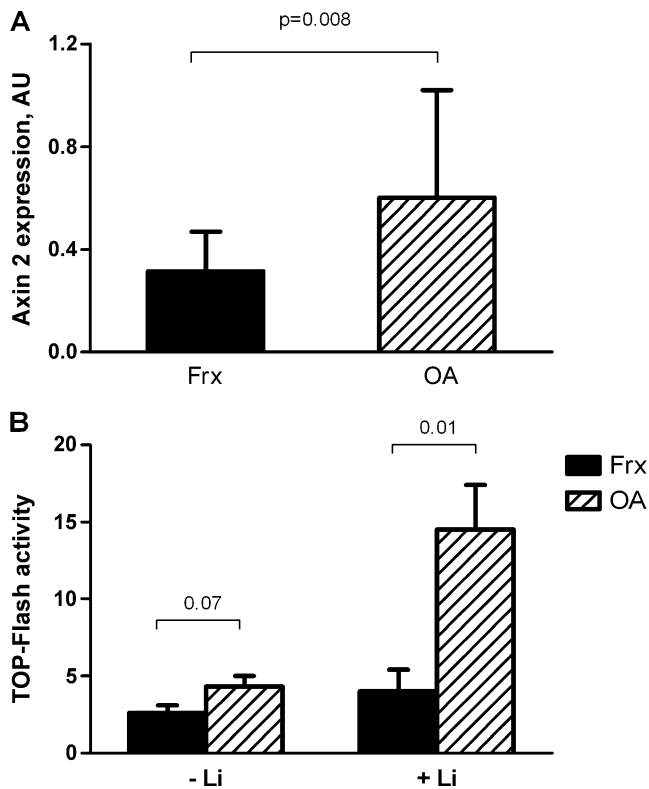 A
p=0.008
Axin 2 expression, AU
1.2
0.8
0.4
0.0
Frx
OA
B
TOP-Flash activity
20
15
10
5
0
0.07
0.01
Frx
OA
- Li
+ Li